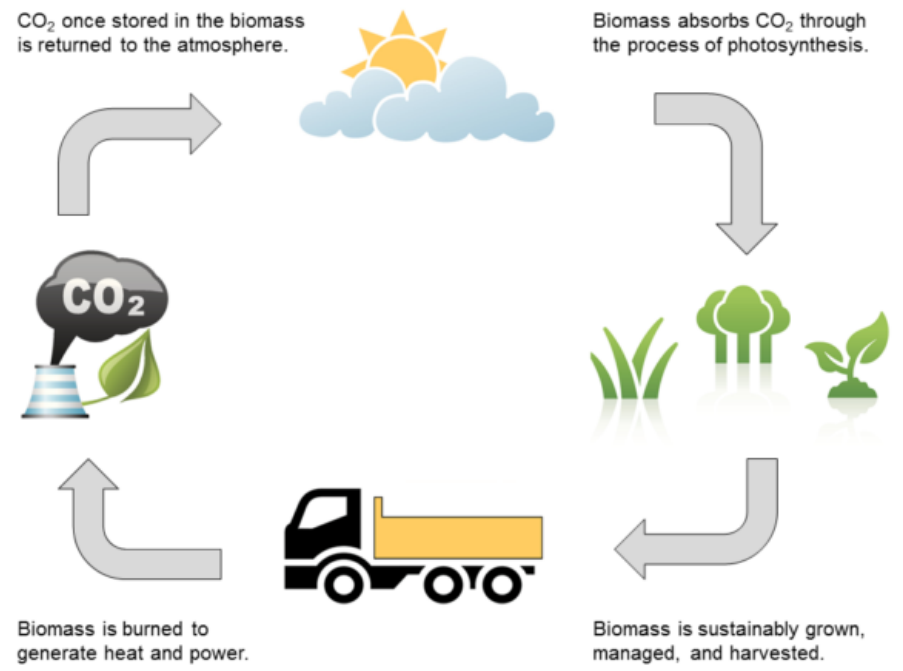 CO₂ once stored in the biomass
is returned to the atmosphere.
Biomass absorbs CO₂ through
the process of photosynthesis.
CO₂
Biomass is burned to
generate heat and power.
Biomass is sustainably grown,
managed, and harvested.